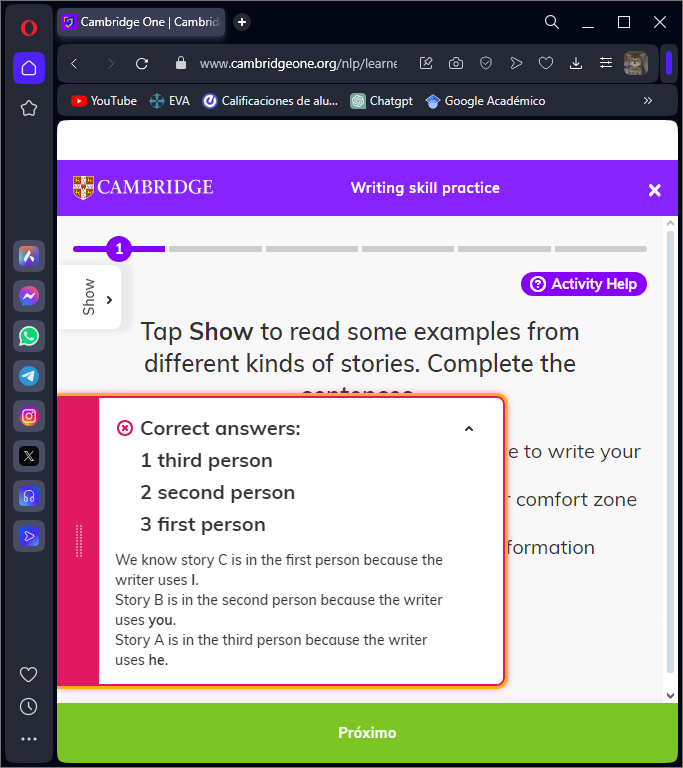 Cambridge One | Cambrid
www.cambridgeone.org/nlp/learne
YouTube
EVA
Calificaciones de alu...
Chatgpt
Google Académico
CAMBRIDGE
Writing skill practice
1
Show
Activity Help
Tap Show to read some examples from
different kinds of stories. Complete the
sentences.
e to write your
comfort zone
formation
Correct answers:
1 third person
2 second person
3 first person
We know story C is in the first person because the
writer uses I.
Story B is in the second person because the writer
uses you.
Story A is in the third person because the writer
uses he.
Próximo